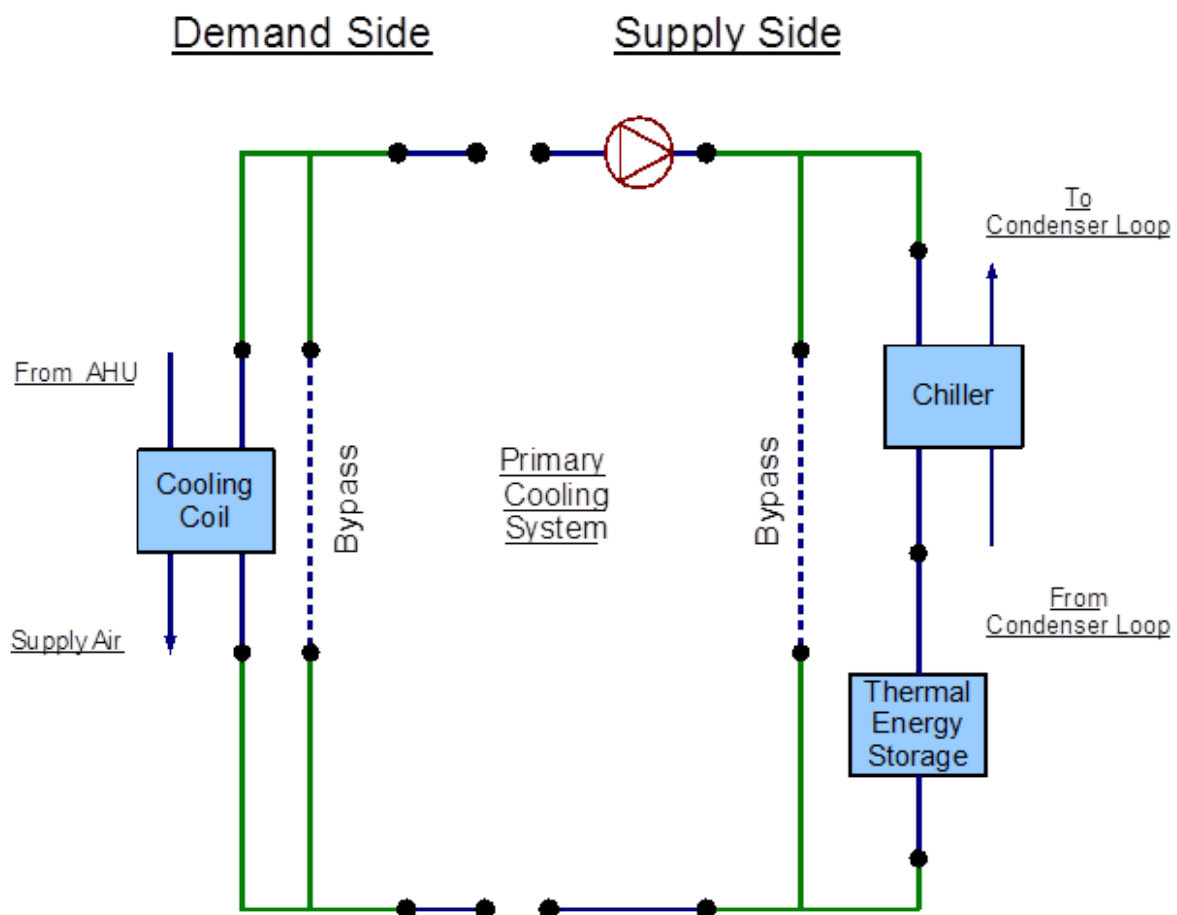 Demand Side
Supply Side
To
Condenser Loop
From AHU
Chiller
Cooling
Coil
Bypass
Primary
Cooling
System
Bypass
Supply Air
From
Condenser Loop
Thermal
Energy
Storage